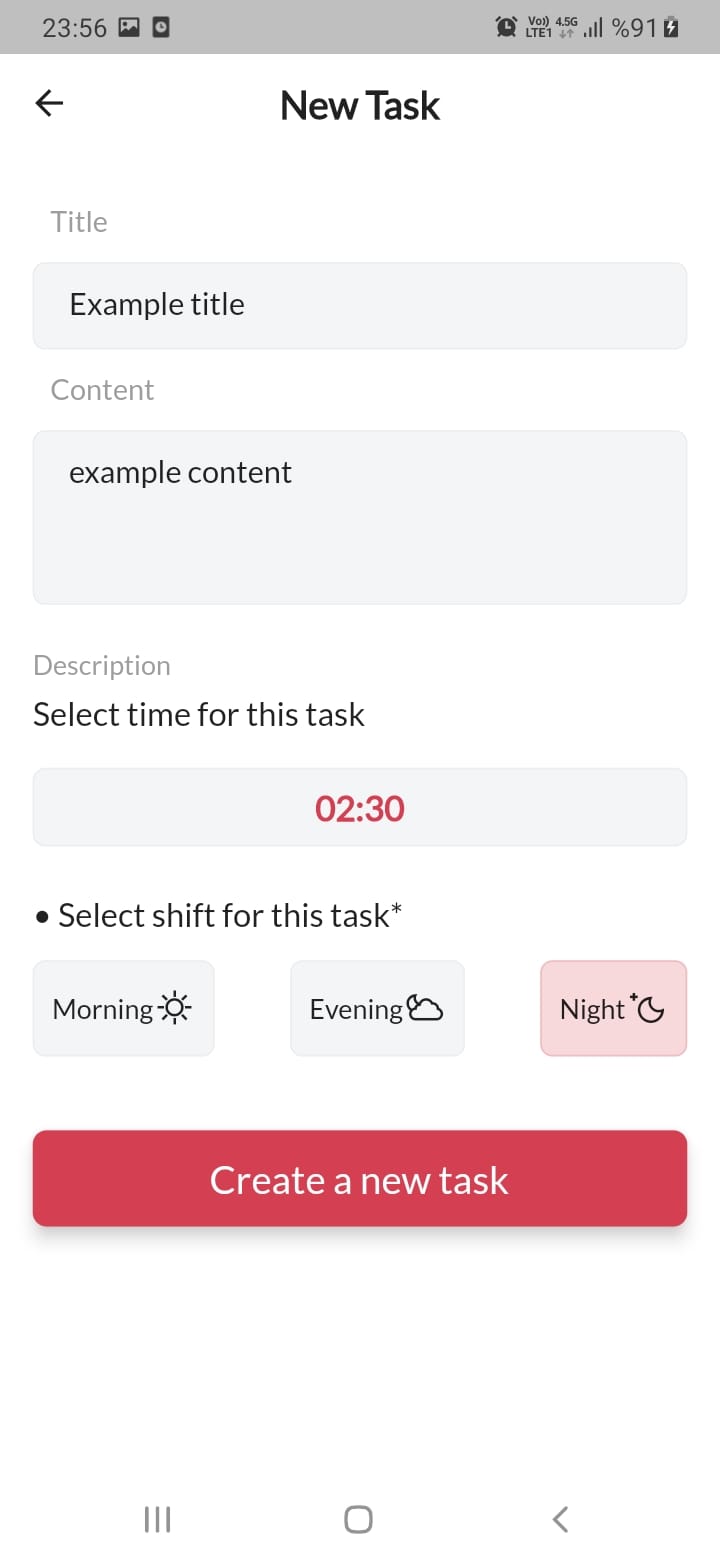 23:56 Vo)) LTE1 4.5G %91
New Task
Title
Example title
Content
example content
Description
Select time for this task
02:30
• Select shift for this task*
Morning Evening Night
Create a new task